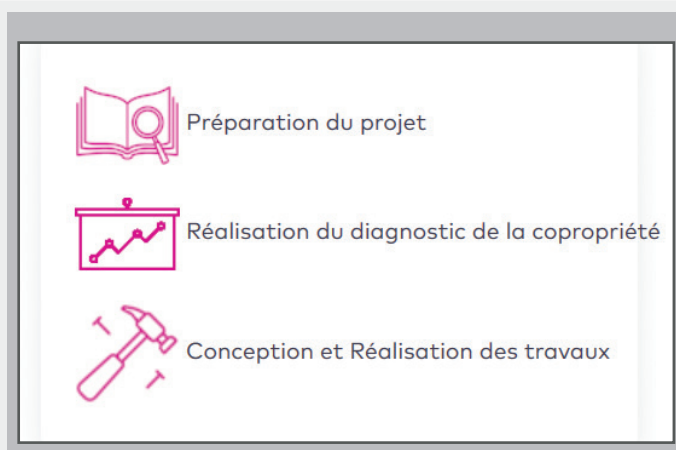 Préparation du projet
Réalisation du diagnostic de la copropriété
Conception et Réalisation des travaux